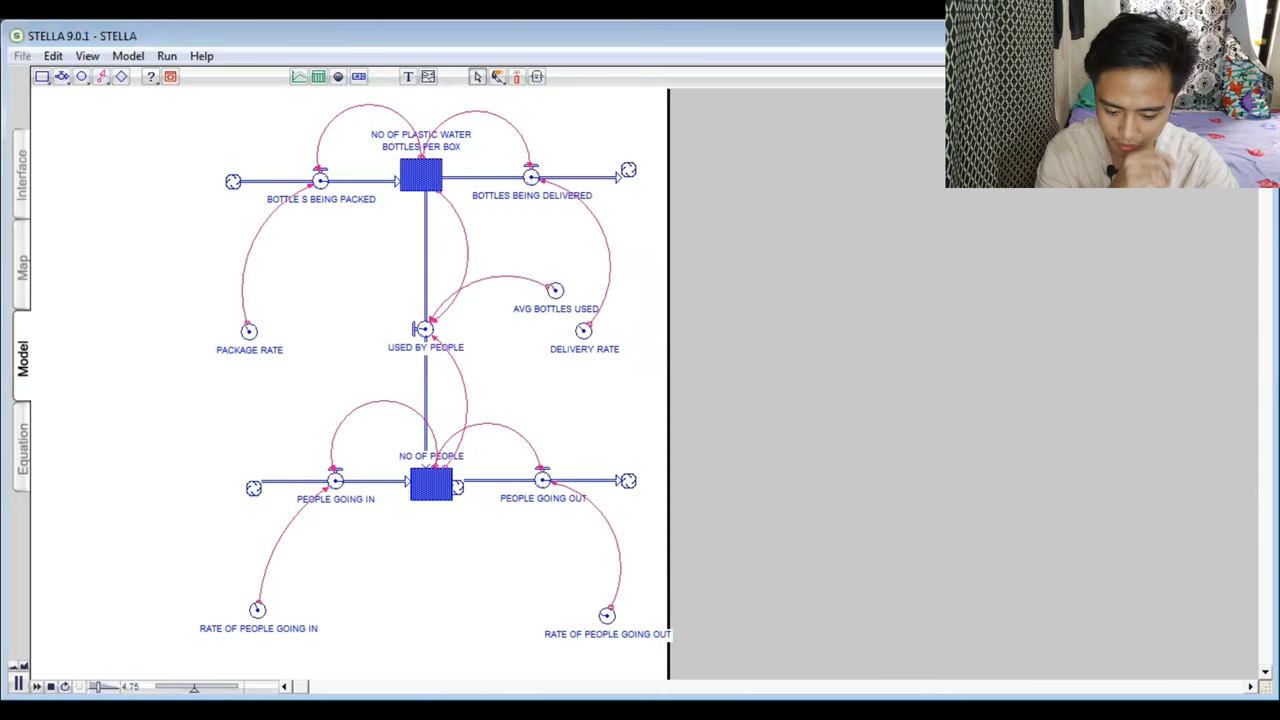 STELLA 9.0.1 - STELLA
File Edit View Model Run Help
Interface
Map
Model
Equation
NO OF PLASTIC WATER
BOTTLES PER BOX
BOTTLE S BEING PACKED
BOTTLES BEING DELIVERED
AVG BOTTLES USED
PACKAGE RATE
USED BY PEOPLE
DELIVERY RATE
NO OF PEOPLE
PEOPLE GOING IN
PEOPLE GOING OUT
RATE OF PEOPLE GOING IN
RATE OF PEOPLE GOING OUT
4.75